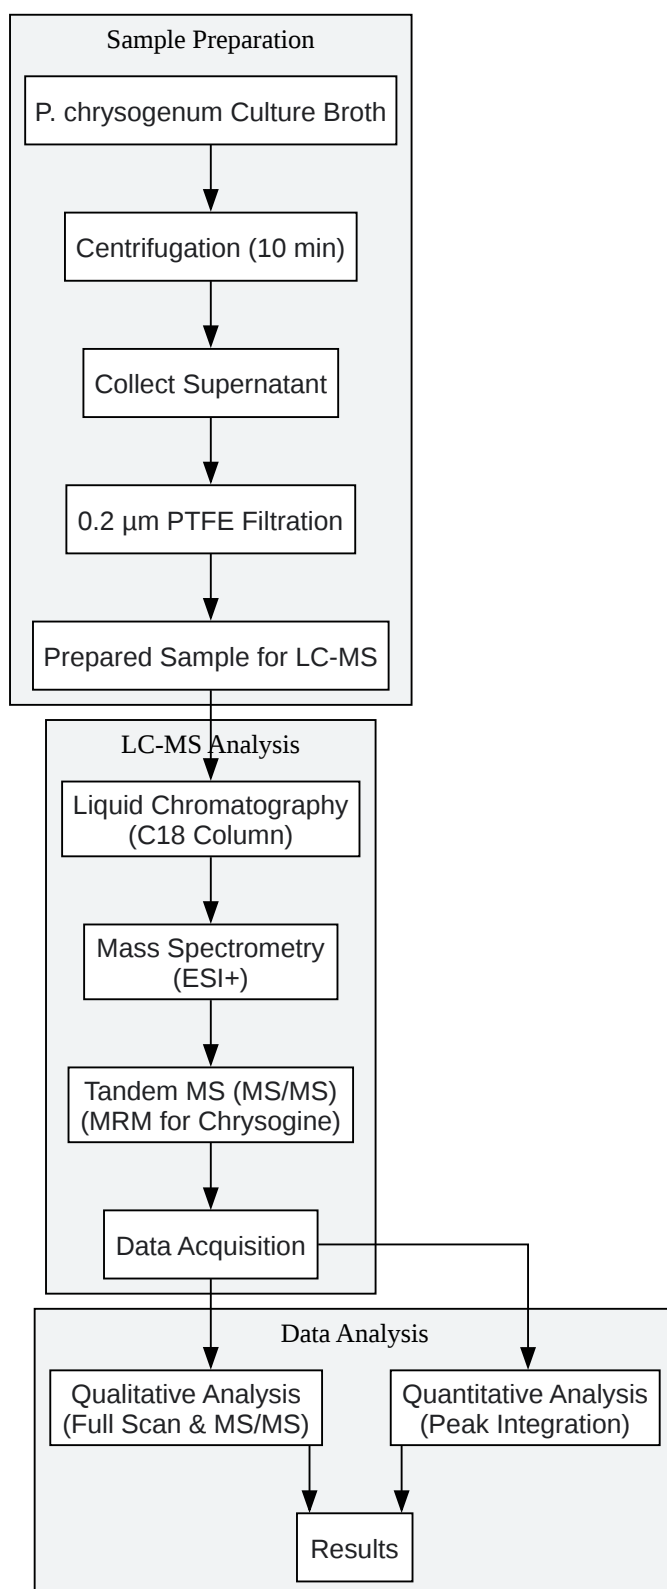 Sample Preparation
P. chrysogenum Culture Broth
Centrifugation (10 min)
Collect Supernatant
0.2 µm PTFE Filtration
Prepared Sample for LC-MS
LC-MS Analysis
Liquid Chromatography
(C18 Column)
Mass Spectrometry
(ESI+)
Tandem MS (MS/MS)
(MRM for Chrysogine)
Data Acquisition
Data Analysis
Qualitative Analysis
(Full Scan & MS/MS)
Quantitative Analysis
(Peak Integration)
Results